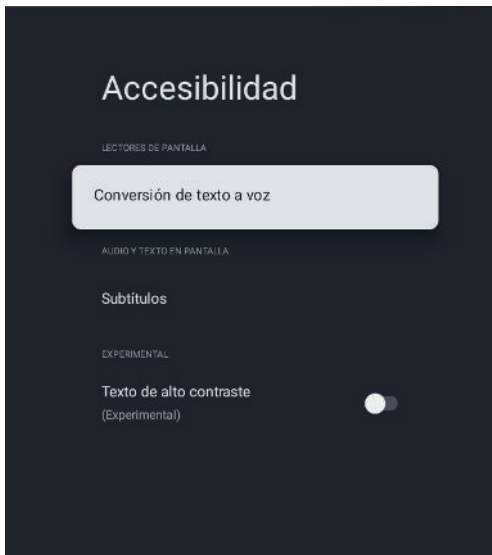 Accesibilidad
LECTORES DE PANTALLA
Conversión de texto a voz
AUDIO Y TEXTO EN PANTALLA
Subtítulos
EXPERIMENTAL
Texto de alto contraste
(Experimental)